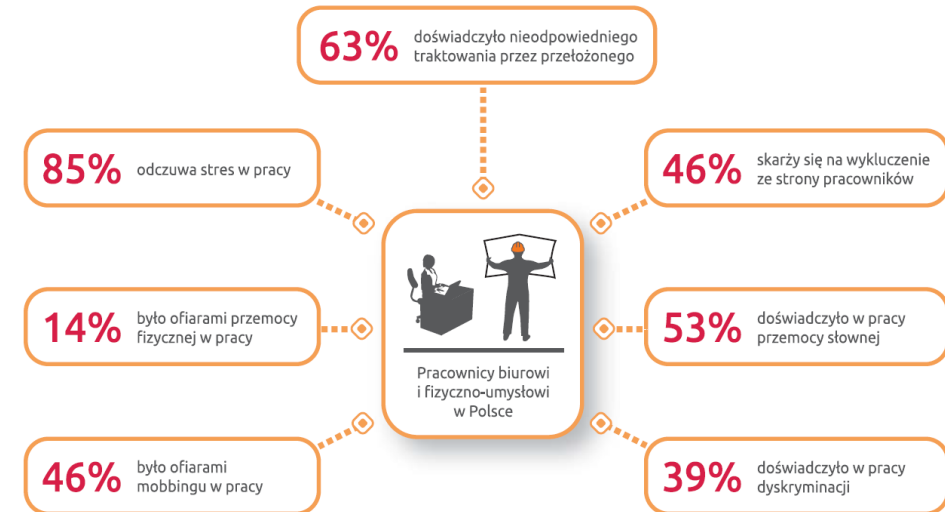 63% doświadczyło nieodpowiedniego
traktowania przez przełożonego
85% odczuwa stres w pracy
46% skarży się na wykluczenie
ze strony pracowników
14% było ofiarami przemocy
fizycznej w pracy
53% doświadczyło w pracy
przemocy słownej
Pracownicy biurowi
i fizyczno-umysłowi
w Polsce
46% było ofiarami
mobbingu w pracy
39% doświadczyło w pracy
dyskryminacji